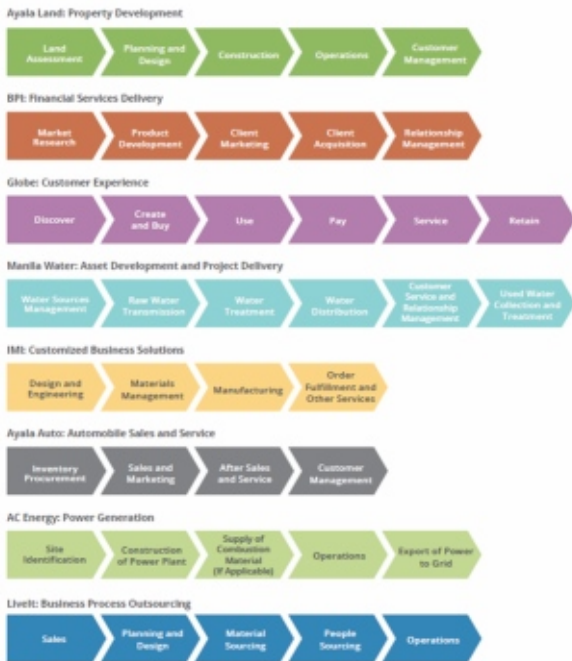 Ayala Land: Property Development
Land
Assessment
Planning and
Design
Construction
Operations
Customer
Management
BPI: Financial Services Delivery
Market
Research
Product
Development
Client
Marketing
Client
Acquisition
Relationship
Management
Globe: Customer Experience
Discover
Create
and Buy
Use
Pay
Service
Retain
Manila Water: Asset Development and Project Delivery
Water Sources
Management
Raw Water
Transmission
Water
Treatment
Water
Distribution
Customer
Service and
Relationship
Management
Used Water
Collection and
Treatment
IMI: Customized Business Solutions
Design and
Engineering
Materials
Management
Manufacturing
Order
Fulfillment and
Other Services
Ayala Auto: Automobile Sales and Service
Inventory
Procurement
Sales and
Marketing
After Sales
and Service
Customer
Management
AC Energy: Power Generation
Site
Identification
Construction
of Power Plant
Supply of
Combustion
Material
(If Applicable)
Operations
Export of Power
to Grid
LiveIt: Business Process Outsourcing
Sales
Planning and
Design
Material
Sourcing
People
Sourcing
Operations